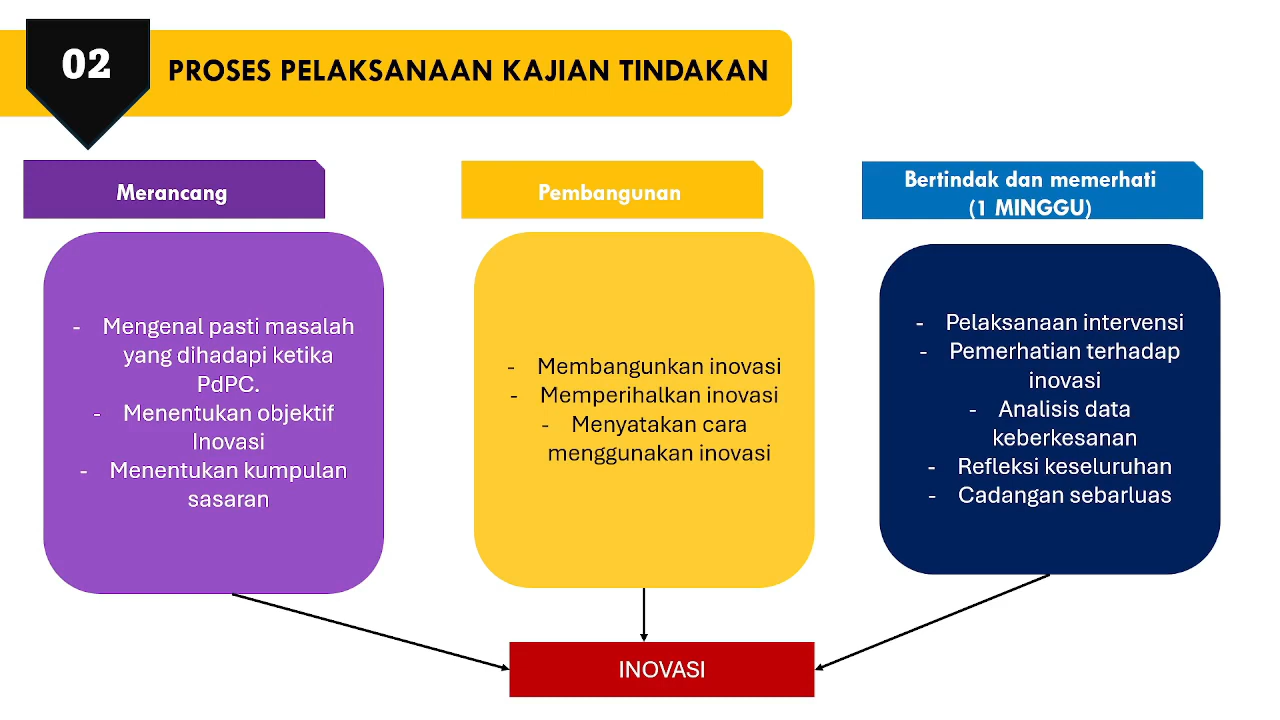 02
PROSES PELAKSANAAN KAJIAN TINDAKAN
Merancang
- Mengenal pasti masalah
yang dihadapi ketika
PdPC.
- Menentukan objektif
Inovasi
- Menentukan kumpulan
sasaran
Pembangunan
- Membangunkan inovasi
- Memperihalkan inovasi
- Menyatakan cara
menggunakan inovasi
Bertindak dan memerhati
(1 MINGGU)
- Pelaksanaan intervensi
- Pemerhatian terhadap
inovasi
- Analisis data
keberkesanan
- Refleksi keseluruhan
- Cadangan sebarluas
INOVASI